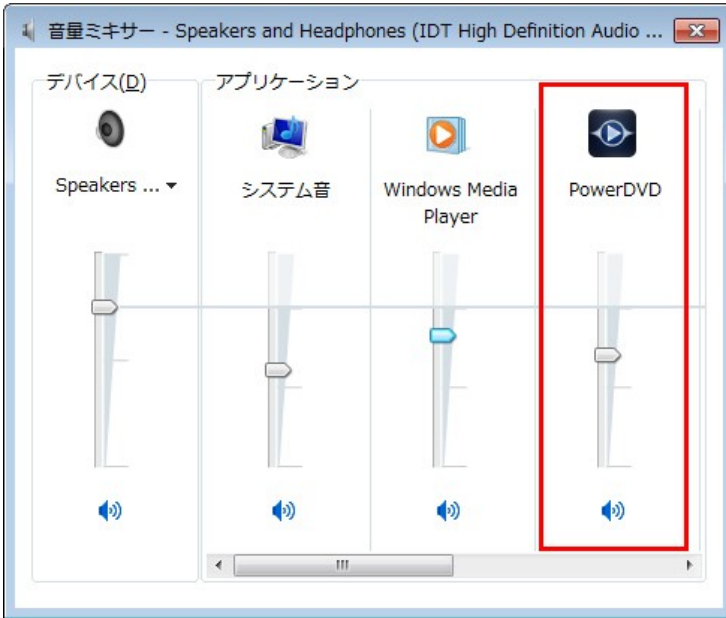 音量ミキサー - Speakers and Headphones (IDT High Definition Audio ...
デバイス(D)
アプリケーション
Speakers ...
システム音
Windows Media
Player
PowerDVD